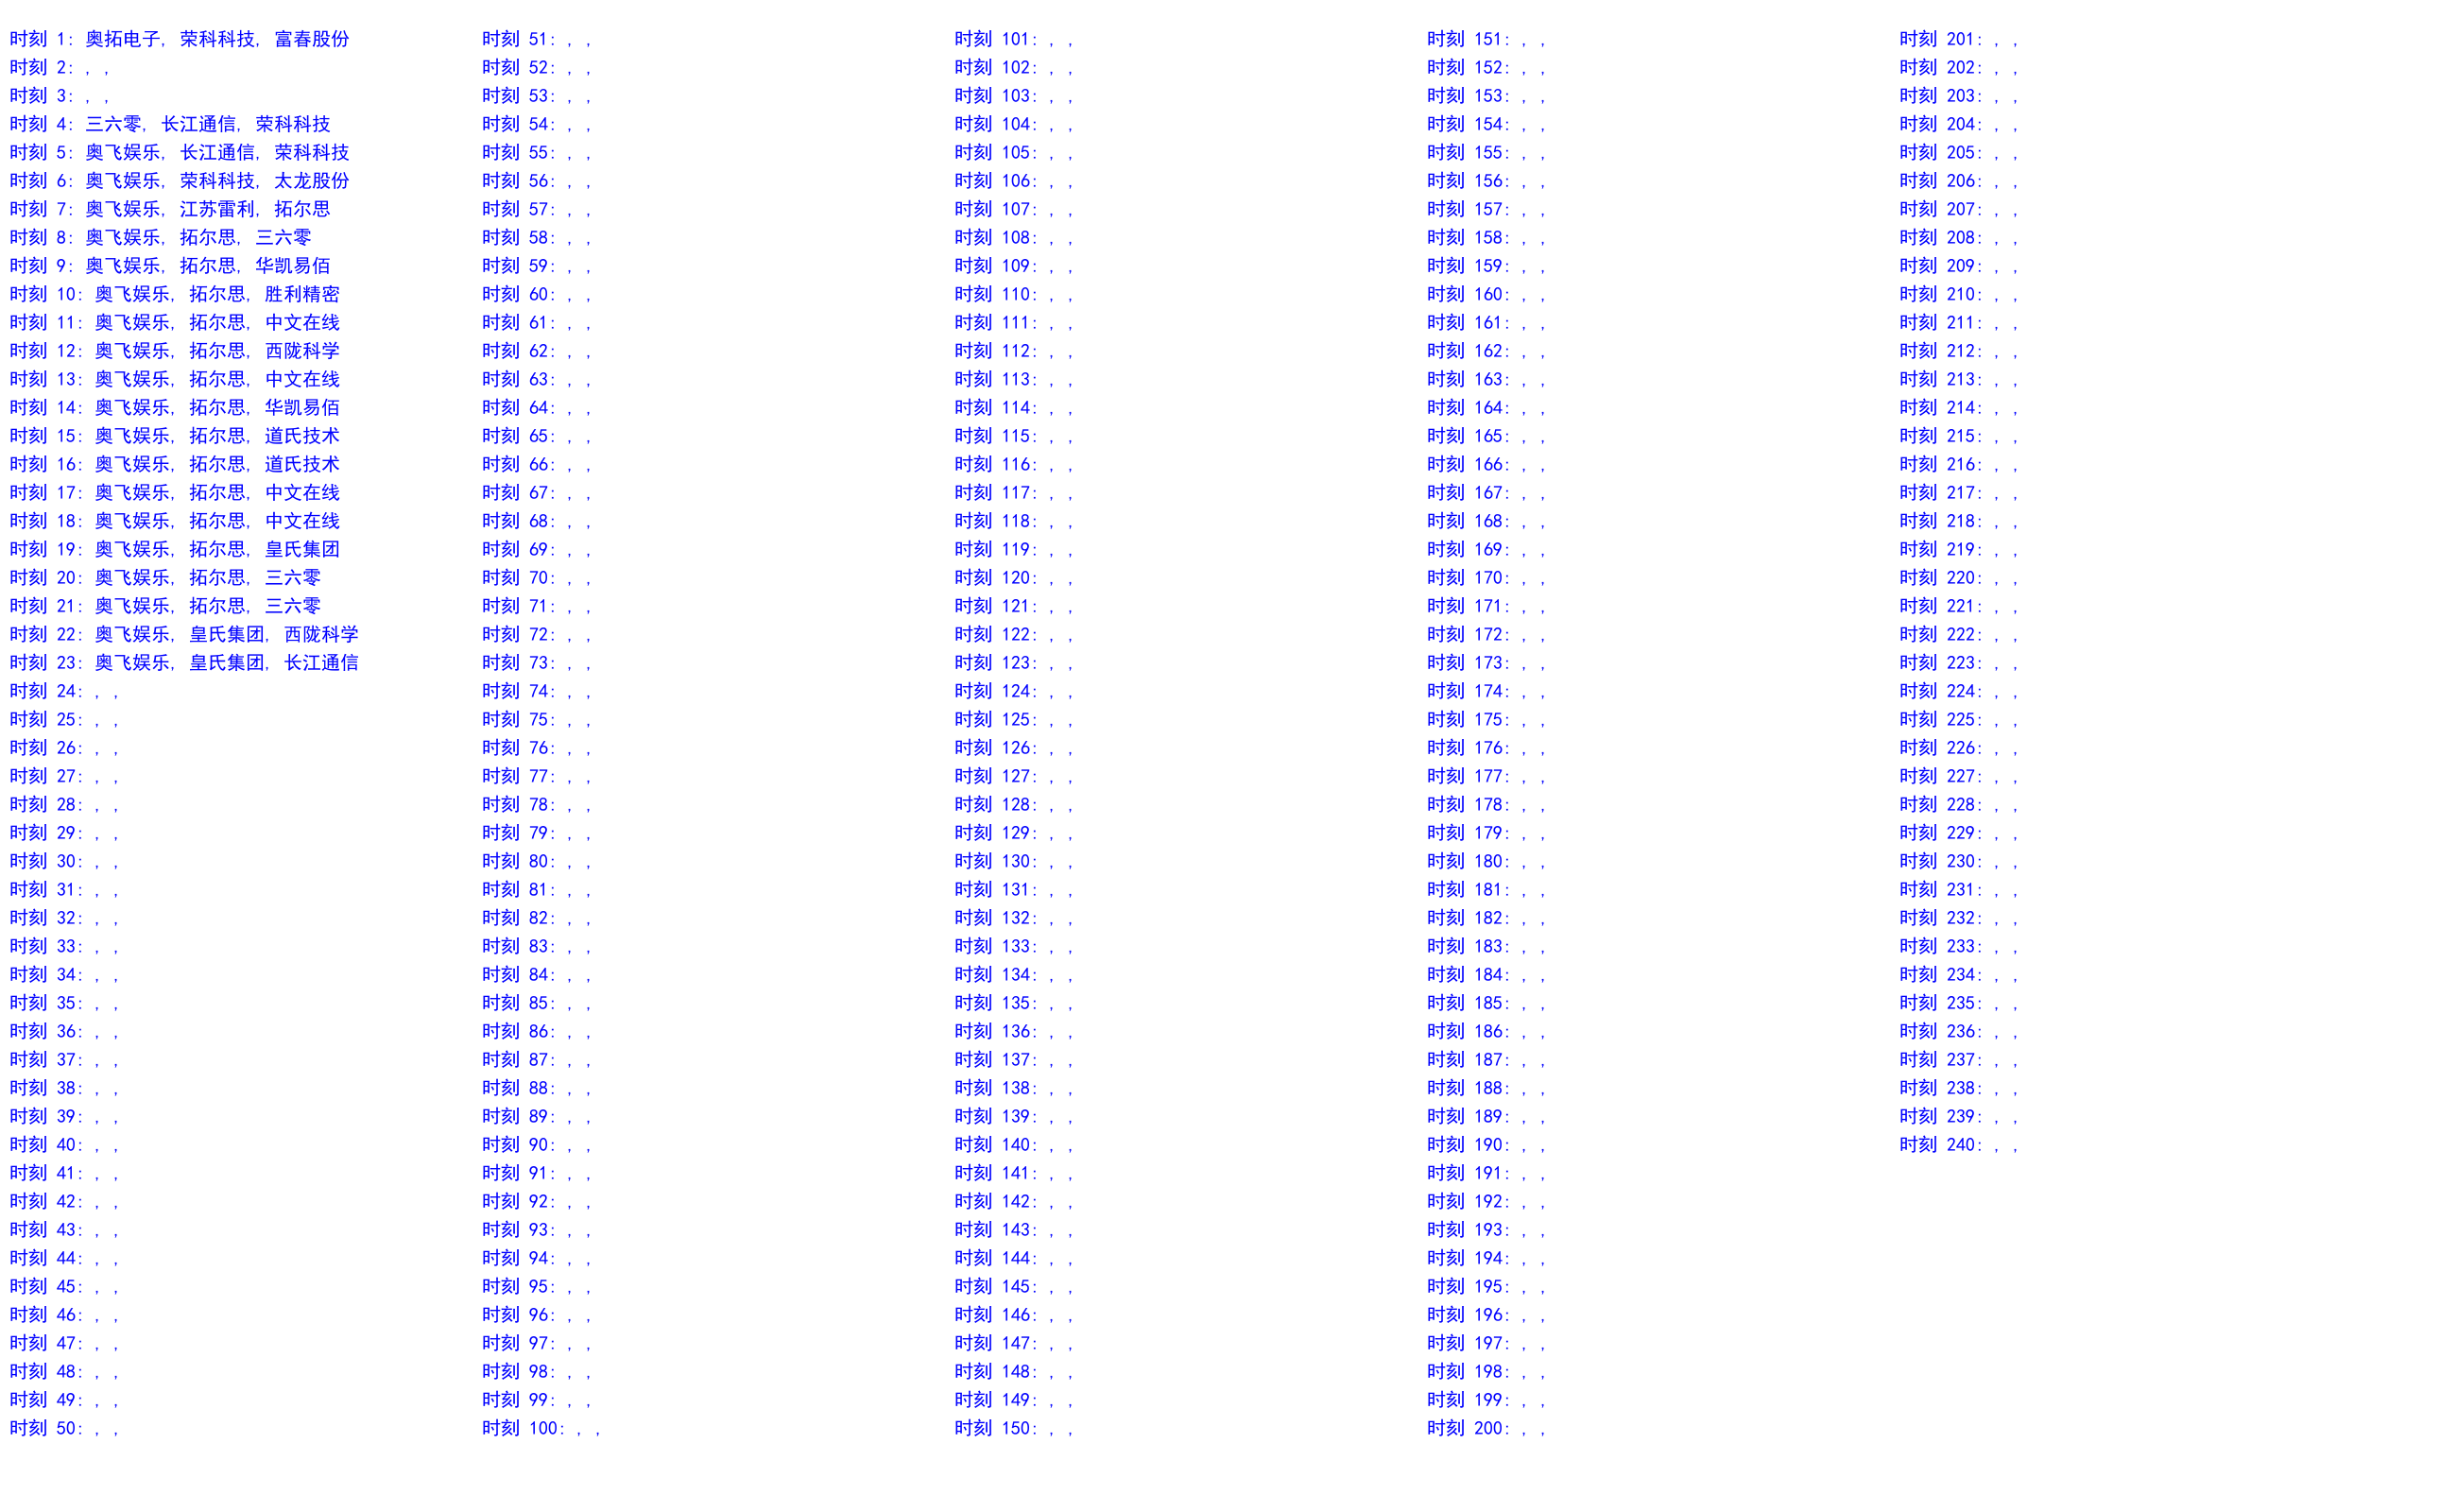 时刻 1: 奥拓电子, 荣科科技, 富春股份
时刻 2: , ,
时刻 3: , ,
时刻 4: 三六零, 长江通信, 荣科科技
时刻 5: 奥飞娱乐, 长江通信, 荣科科技
时刻 6: 奥飞娱乐, 荣科科技, 太龙股份
时刻 7: 奥飞娱乐, 江苏雷利, 拓尔思
时刻 8: 奥飞娱乐, 拓尔思, 三六零
时刻 9: 奥飞娱乐, 拓尔思, 华凯易佰
时刻 10: 奥飞娱乐, 拓尔思, 胜利精密
时刻 11: 奥飞娱乐, 拓尔思, 中文在线
时刻 12: 奥飞娱乐, 拓尔思, 西陇科学
时刻 13: 奥飞娱乐, 拓尔思, 中文在线
时刻 14: 奥飞娱乐, 拓尔思, 华凯易佰
时刻 15: 奥飞娱乐, 拓尔思, 道氏技术
时刻 16: 奥飞娱乐, 拓尔思, 道氏技术
时刻 17: 奥飞娱乐, 拓尔思, 中文在线
时刻 18: 奥飞娱乐, 拓尔思, 中文在线
时刻 19: 奥飞娱乐, 拓尔思, 皇氏集团
时刻 20: 奥飞娱乐, 拓尔思, 三六零
时刻 21: 奥飞娱乐, 拓尔思, 三六零
时刻 22: 奥飞娱乐, 皇氏集团, 西陇科学
时刻 23: 奥飞娱乐, 皇氏集团, 长江通信
时刻 24: , ,
时刻 25: , ,
时刻 26: , ,
时刻 27: , ,
时刻 28: , ,
时刻 29: , ,
时刻 30: , ,
时刻 31: , ,
时刻 32: , ,
时刻 33: , ,
时刻 34: , ,
时刻 35: , ,
时刻 36: , ,
时刻 37: , ,
时刻 38: , ,
时刻 39: , ,
时刻 40: , ,
时刻 41: , ,
时刻 42: , ,
时刻 43: , ,
时刻 44: , ,
时刻 45: , ,
时刻 46: , ,
时刻 47: , ,
时刻 48: , ,
时刻 49: , ,
时刻 50: , ,
时刻 51: , ,
时刻 52: , ,
时刻 53: , ,
时刻 54: , ,
时刻 55: , ,
时刻 56: , ,
时刻 57: , ,
时刻 58: , ,
时刻 59: , ,
时刻 60: , ,
时刻 61: , ,
时刻 62: , ,
时刻 63: , ,
时刻 64: , ,
时刻 65: , ,
时刻 66: , ,
时刻 67: , ,
时刻 68: , ,
时刻 69: , ,
时刻 70: , ,
时刻 71: , ,
时刻 72: , ,
时刻 73: , ,
时刻 74: , ,
时刻 75: , ,
时刻 76: , ,
时刻 77: , ,
时刻 78: , ,
时刻 79: , ,
时刻 80: , ,
时刻 81: , ,
时刻 82: , ,
时刻 83: , ,
时刻 84: , ,
时刻 85: , ,
时刻 86: , ,
时刻 87: , ,
时刻 88: , ,
时刻 89: , ,
时刻 90: , ,
时刻 91: , ,
时刻 92: , ,
时刻 93: , ,
时刻 94: , ,
时刻 95: , ,
时刻 96: , ,
时刻 97: , ,
时刻 98: , ,
时刻 99: , ,
时刻 100: , ,
时刻 101: , ,
时刻 102: , ,
时刻 103: , ,
时刻 104: , ,
时刻 105: , ,
时刻 106: , ,
时刻 107: , ,
时刻 108: , ,
时刻 109: , ,
时刻 110: , ,
时刻 111: , ,
时刻 112: , ,
时刻 113: , ,
时刻 114: , ,
时刻 115: , ,
时刻 116: , ,
时刻 117: , ,
时刻 118: , ,
时刻 119: , ,
时刻 120: , ,
时刻 121: , ,
时刻 122: , ,
时刻 123: , ,
时刻 124: , ,
时刻 125: , ,
时刻 126: , ,
时刻 127: , ,
时刻 128: , ,
时刻 129: , ,
时刻 130: , ,
时刻 131: , ,
时刻 132: , ,
时刻 133: , ,
时刻 134: , ,
时刻 135: , ,
时刻 136: , ,
时刻 137: , ,
时刻 138: , ,
时刻 139: , ,
时刻 140: , ,
时刻 141: , ,
时刻 142: , ,
时刻 143: , ,
时刻 144: , ,
时刻 145: , ,
时刻 146: , ,
时刻 147: , ,
时刻 148: , ,
时刻 149: , ,
时刻 150: , ,
时刻 151: , ,
时刻 152: , ,
时刻 153: , ,
时刻 154: , ,
时刻 155: , ,
时刻 156: , ,
时刻 157: , ,
时刻 158: , ,
时刻 159: , ,
时刻 160: , ,
时刻 161: , ,
时刻 162: , ,
时刻 163: , ,
时刻 164: , ,
时刻 165: , ,
时刻 166: , ,
时刻 167: , ,
时刻 168: , ,
时刻 169: , ,
时刻 170: , ,
时刻 171: , ,
时刻 172: , ,
时刻 173: , ,
时刻 174: , ,
时刻 175: , ,
时刻 176: , ,
时刻 177: , ,
时刻 178: , ,
时刻 179: , ,
时刻 180: , ,
时刻 181: , ,
时刻 182: , ,
时刻 183: , ,
时刻 184: , ,
时刻 185: , ,
时刻 186: , ,
时刻 187: , ,
时刻 188: , ,
时刻 189: , ,
时刻 190: , ,
时刻 191: , ,
时刻 192: , ,
时刻 193: , ,
时刻 194: , ,
时刻 195: , ,
时刻 196: , ,
时刻 197: , ,
时刻 198: , ,
时刻 199: , ,
时刻 200: , ,
时刻 201: , ,
时刻 202: , ,
时刻 203: , ,
时刻 204: , ,
时刻 205: , ,
时刻 206: , ,
时刻 207: , ,
时刻 208: , ,
时刻 209: , ,
时刻 210: , ,
时刻 211: , ,
时刻 212: , ,
时刻 213: , ,
时刻 214: , ,
时刻 215: , ,
时刻 216: , ,
时刻 217: , ,
时刻 218: , ,
时刻 219: , ,
时刻 220: , ,
时刻 221: , ,
时刻 222: , ,
时刻 223: , ,
时刻 224: , ,
时刻 225: , ,
时刻 226: , ,
时刻 227: , ,
时刻 228: , ,
时刻 229: , ,
时刻 230: , ,
时刻 231: , ,
时刻 232: , ,
时刻 233: , ,
时刻 234: , ,
时刻 235: , ,
时刻 236: , ,
时刻 237: , ,
时刻 238: , ,
时刻 239: , ,
时刻 240: , ,